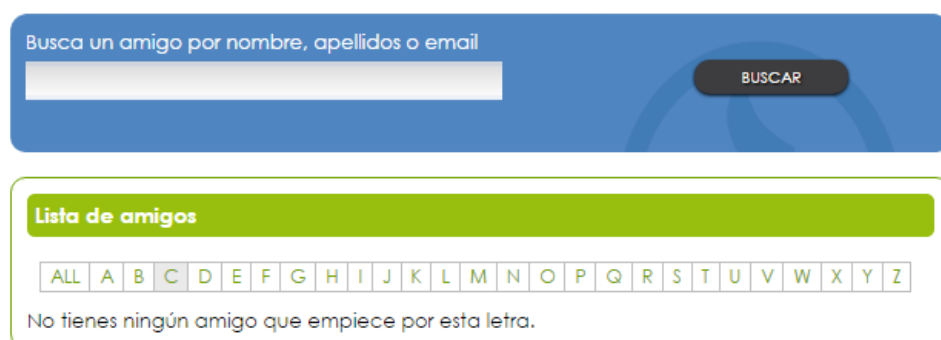 Busca un amigo por nombre, apellidos o email
BUSCAR
Lista de amigos
ALL A B C D E F G H I J K L M N O P Q R S T U V W X Y Z
No tienes ningún amigo que empiece por esta letra.